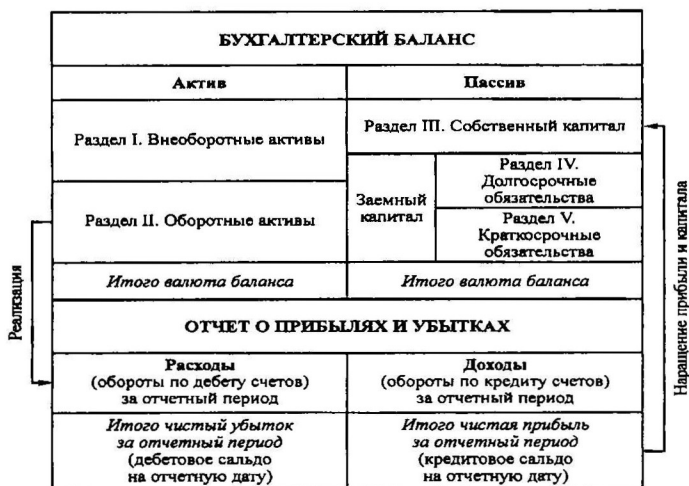 БУХГАЛТЕРСКИЙ БАЛАНС
Актив
Пассив
Раздел I. Внеоборотные активы
Раздел III. Собственный капитал
Заемный
капитал
Раздел IV.
Долгосрочные
обязательства
Раздел II. Оборотные активы
Раздел V.
Краткосрочные
обязательства
Итого валюта баланса
Итого валюта баланса
ОТЧЕТ О ПРИБЫЛЯХ И УБЫТКАХ
Расходы
(обороты по дебету счетов)
за отчетный период
Доходы
(обороты по кредиту счетов)
за отчетный период
Итого чистый убыток
за отчетный период
(дебетовое сальдо
на отчетную дату)
Итого чистая прибыль
за отчетный период
(кредитовое сальдо
на отчетную дату)
Реализация
Наращение прибыли и капитала